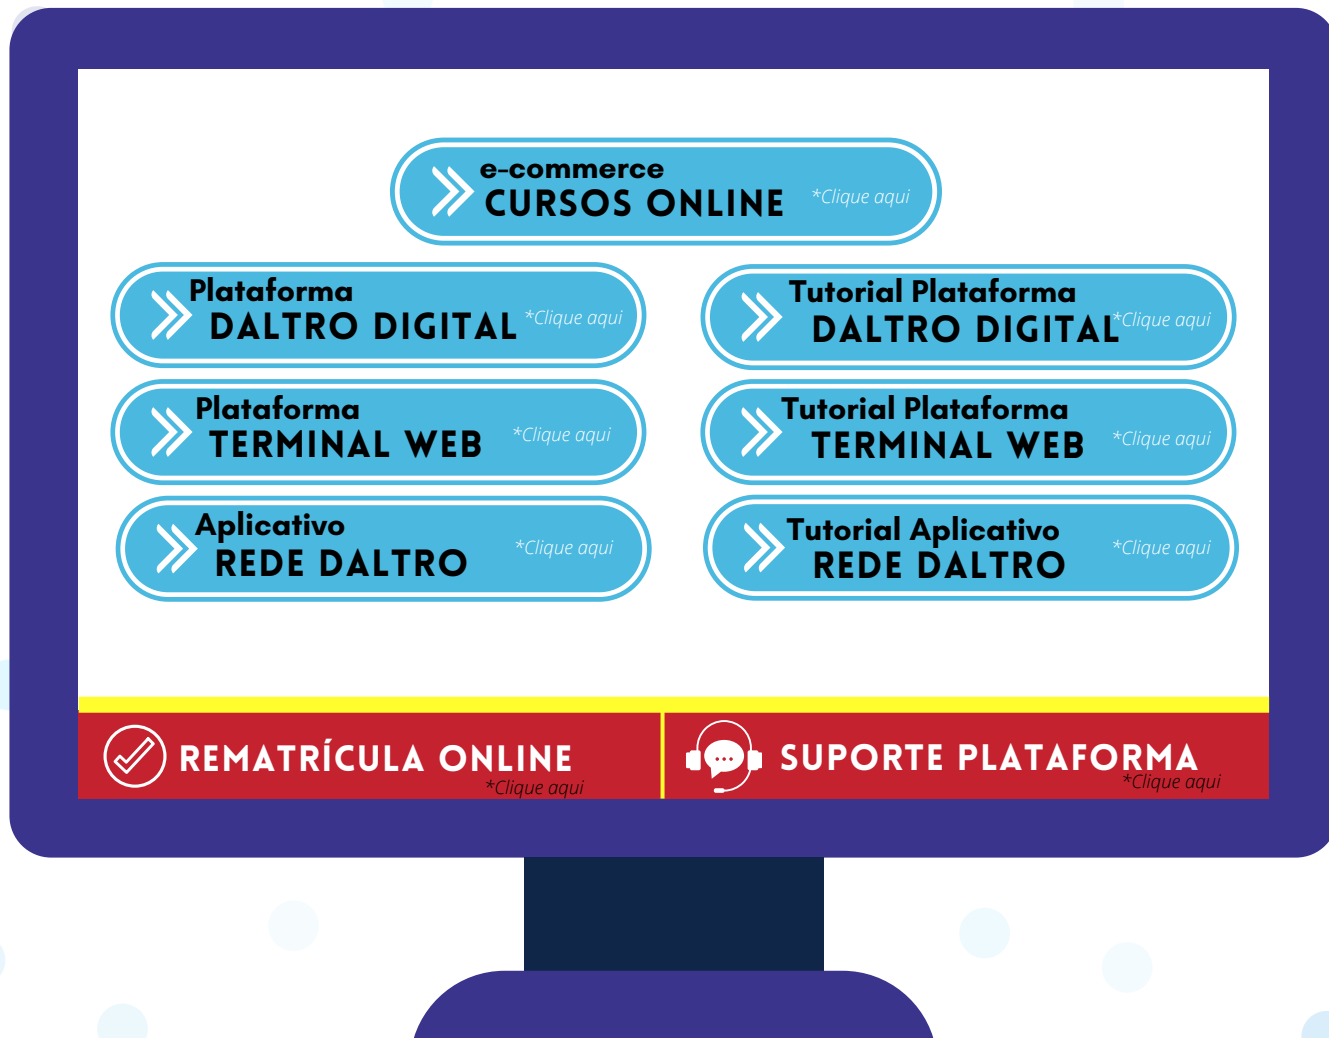 e-commerce
CURSOS ONLINE *Clique aqui
Plataforma
DALTRO DIGITAL *Clique aqui
Tutorial Plataforma
DALTRO DIGITAL *Clique aqui
Plataforma
TERMINAL WEB *Clique aqui
Tutorial Plataforma
TERMINAL WEB *Clique aqui
Aplicativo
REDE DALTRO *Clique aqui
Tutorial Aplicativo
REDE DALTRO *Clique aqui
REMATRÍCULA ONLINE
*Clique aqui
SUPORTE PLATAFORMA
*Clique aqui